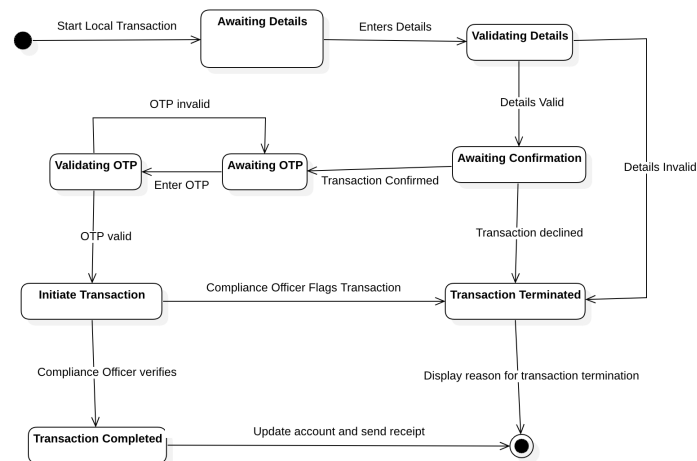 Start Local Transaction
Awaiting Details
Enters Details
Validating Details
OTP invalid
Details Valid
Validating OTP
Awaiting OTP
Awaiting Confirmation
Details Invalid
Enter OTP
Transaction Confirmed
OTP valid
Transaction declined
Initiate Transaction
Compliance Officer Flags Transaction
Transaction Terminated
Compliance Officer verifies
Display reason for transaction termination
Transaction Completed
Update account and send receipt